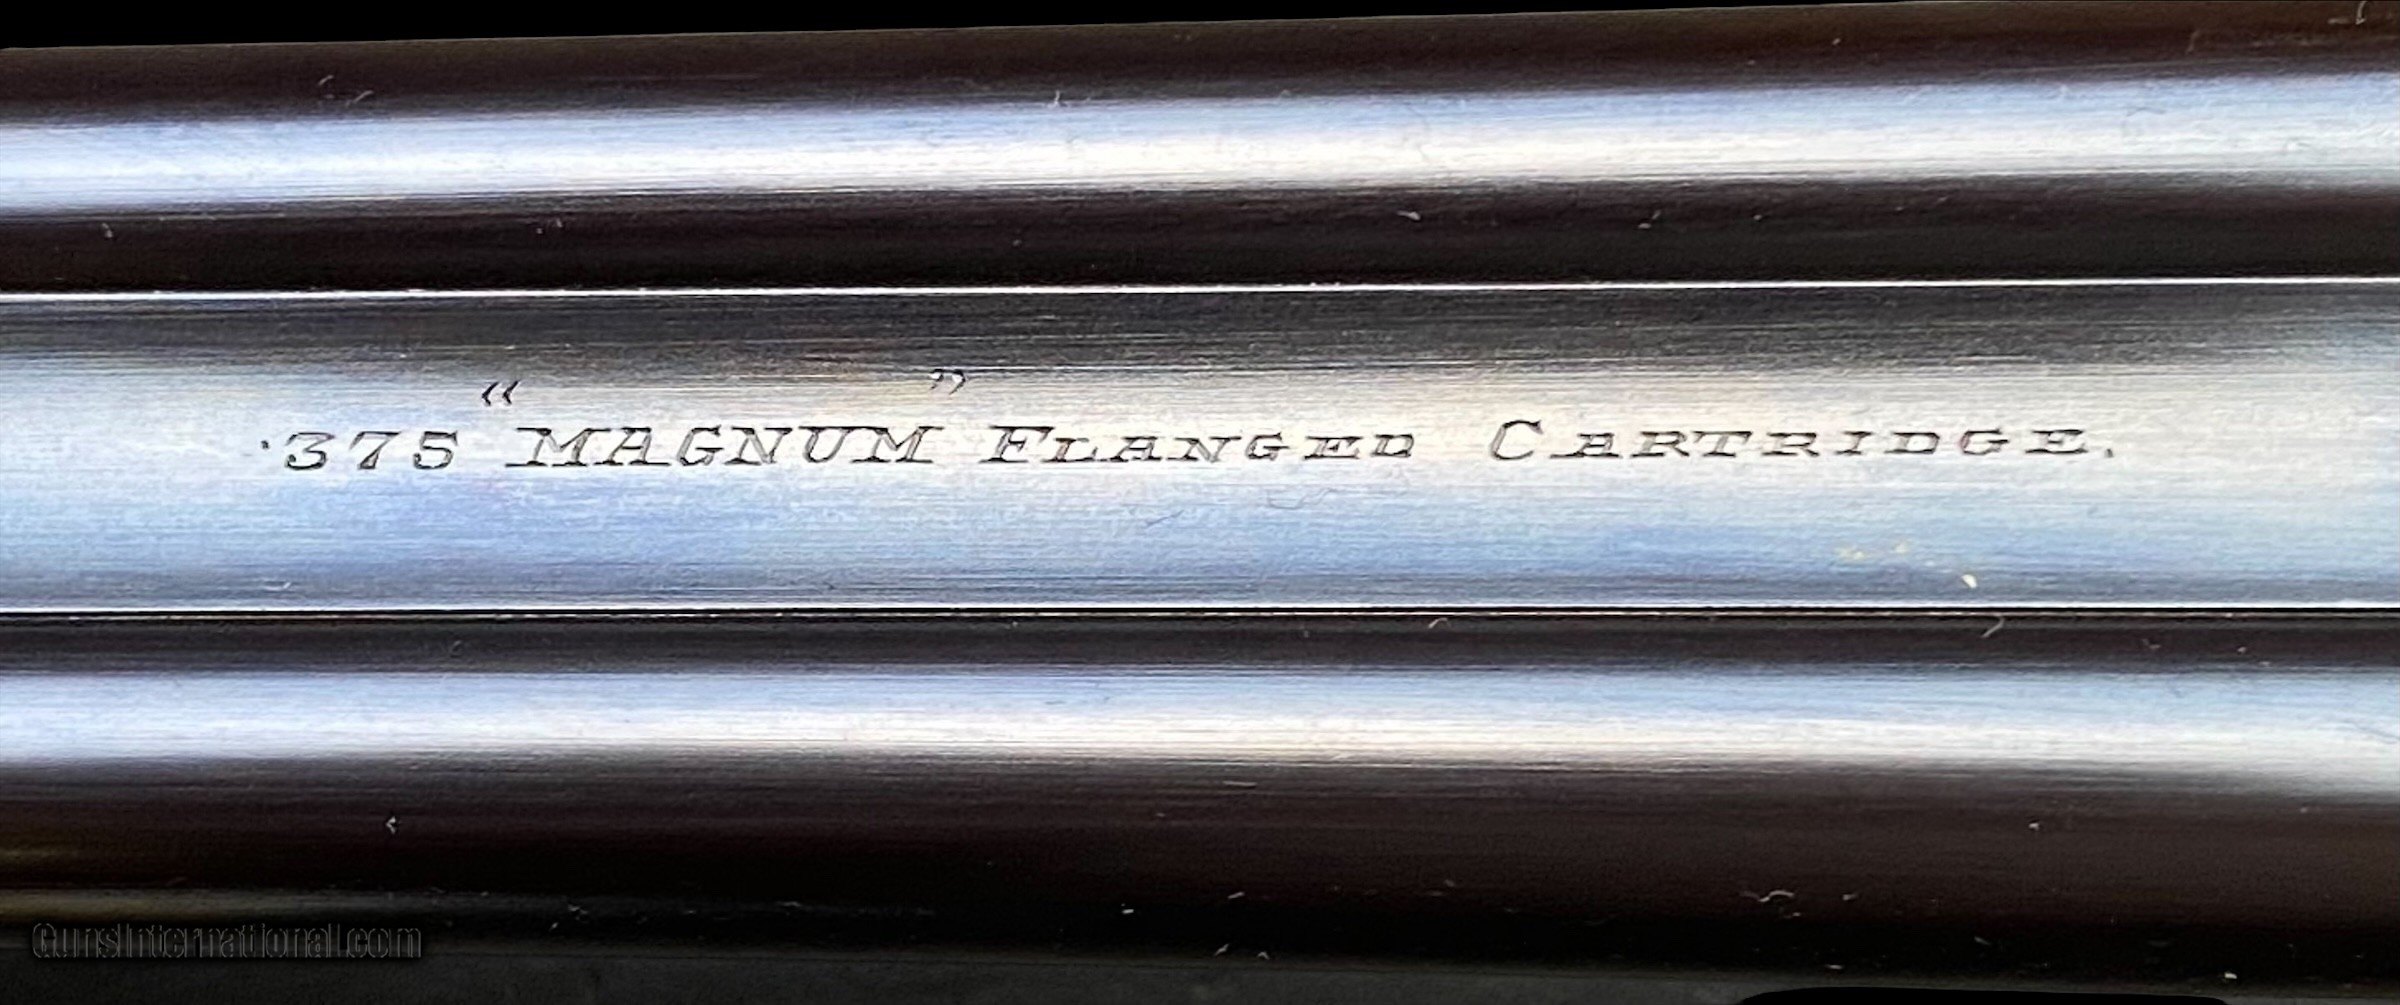 ·375 “MAGNUM” FLANGED CARTRIDGE.
GunsInternational.com